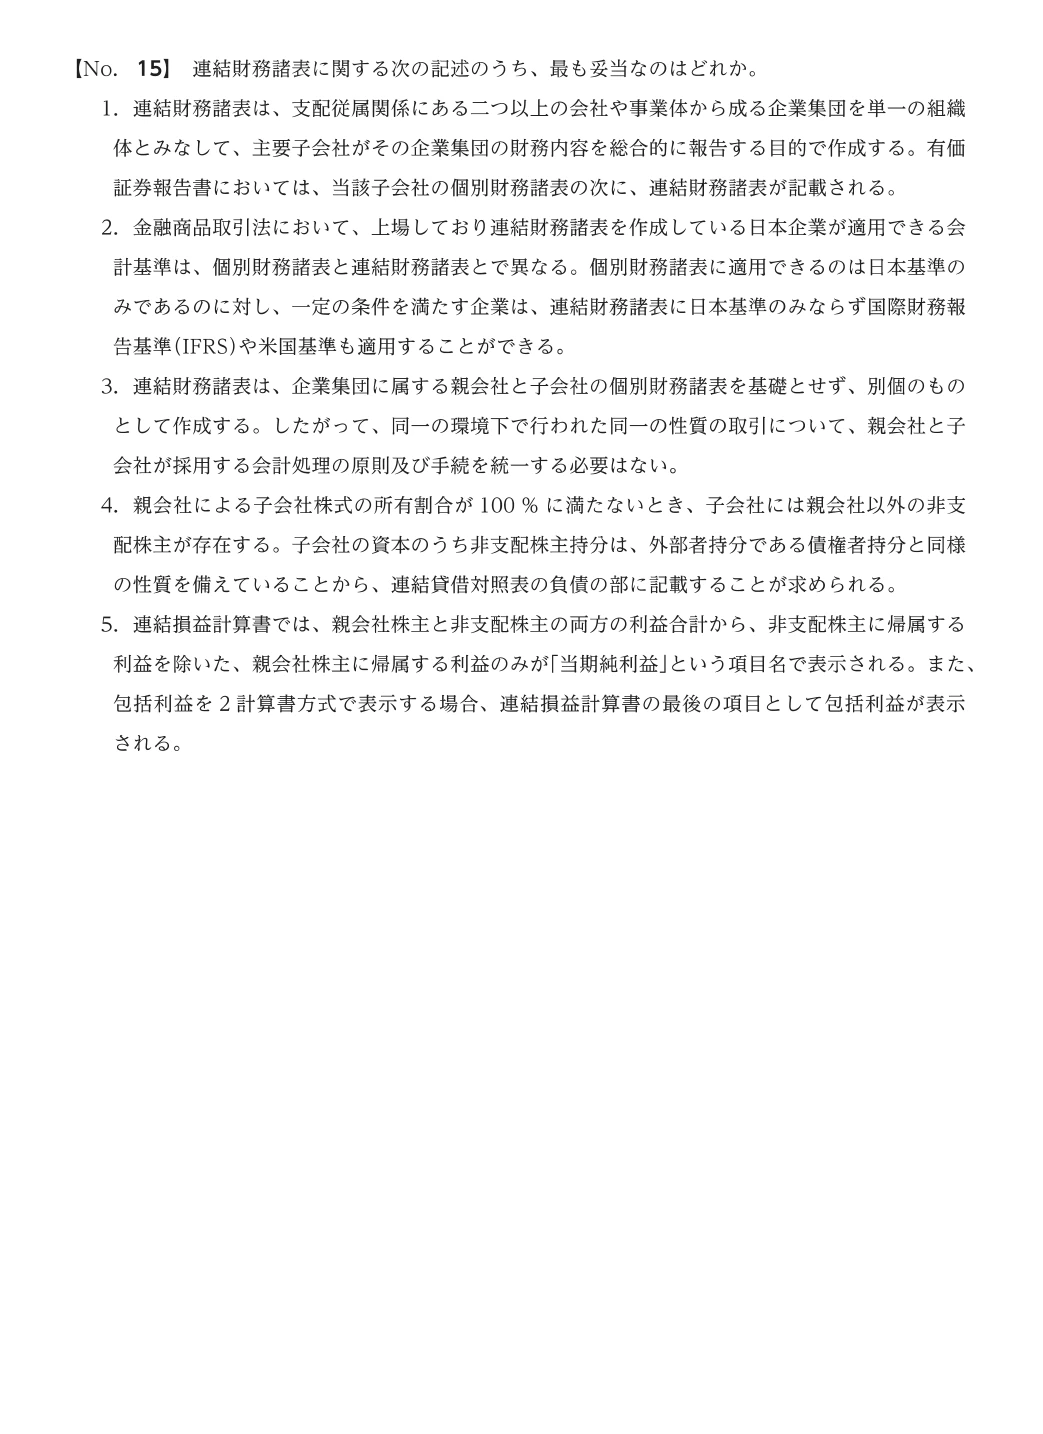 【No. 15】 連結財務諸表に関する次の記述のうち、最も妥当なのはどれか。
1. 連結財務諸表は、支配従属関係にある二つ以上の会社や事業体から成る企業集団を単一の組織
体とみなして、主要子会社がその企業集団の財務内容を総合的に報告する目的で作成する。有価
証券報告書においては、当該子会社の個別財務諸表の次に、連結財務諸表が記載される。
2. 金融商品取引法において、上場しており連結財務諸表を作成している日本企業が適用できる会
計基準は、個別財務諸表と連結財務諸表とで異なる。個別財務諸表に適用できるのは日本基準の
みであるのに対し、一定の条件を満たす企業は、連結財務諸表に日本基準のみならず国際財務報
告基準(IFRS)や米国基準も適用することができる。
3. 連結財務諸表は、企業集団に属する親会社と子会社の個別財務諸表を基礎とせず、別個のもの
として作成する。したがって、同一の環境下で行われた同一の性質の取引について、親会社と子
会社が採用する会計処理の原則及び手続を統一する必要はない。
4. 親会社による子会社株式の所有割合が 100 % に満たないとき、子会社には親会社以外の非支
配株主が存在する。子会社の資本のうち非支配株主持分は、外部者持分である債権者持分と同様
の性質を備えていることから、連結貸借対照表の負債の部に記載することが求められる。
5. 連結損益計算書では、親会社株主と非支配株主の両方の利益合計から、非支配株主に帰属する
利益を除いた、親会社株主に帰属する利益のみが「当期純利益」という項目名で表示される。また、
包括利益を 2 計算書方式で表示する場合、連結損益計算書の最後の項目として包括利益が表示
される。